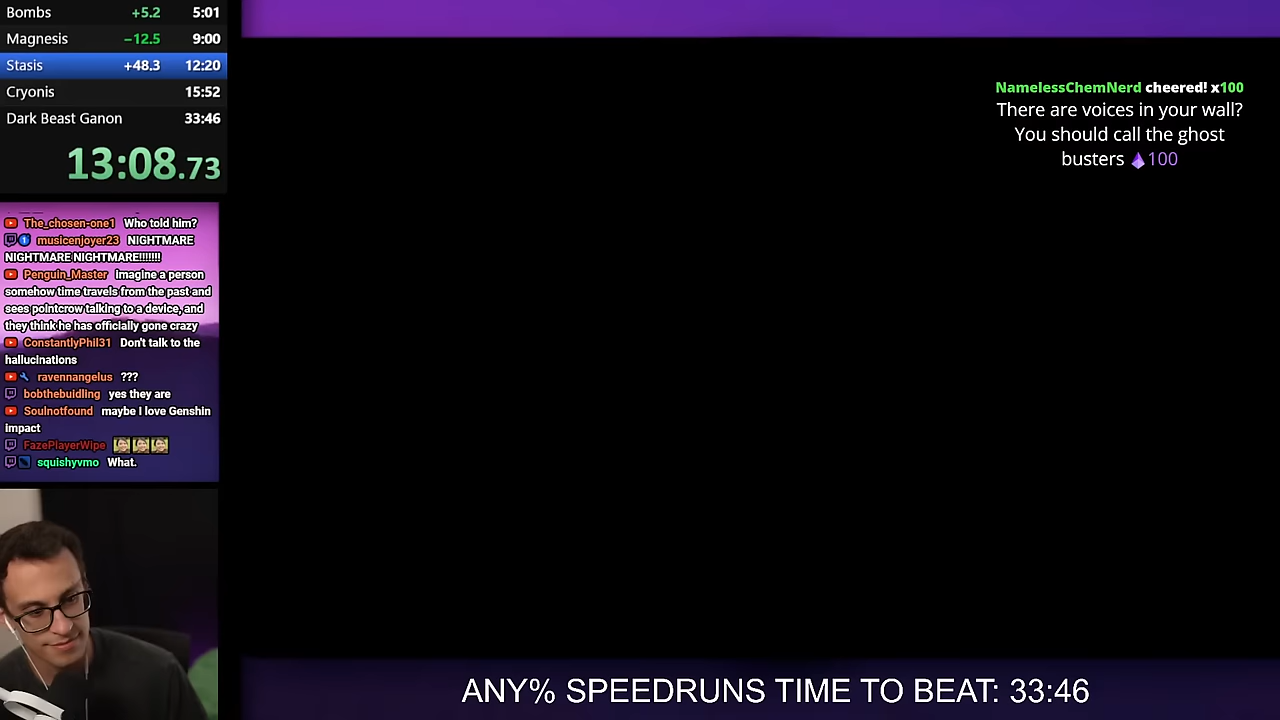 Bombs +5.2 5:01
Magnesis −12.5 9:00
Stasis +48.3 12:20
Cryonis 15:52
Dark Beast Ganon 33:46
13:08.73
The_chosen-one1 Who told him?
musicenjoyer23 NIGHTMARE
NIGHTMARE NIGHTMARE!!!!!!!
Penguin_Master imagine a person
somehow time travels from the past and
sees pointcrow talking to a device, and
they think he has officially gone crazy
ConstantlyPhil31 Don't talk to the
hallucinations
ravennangelus ???
bobthebuidling yes they are
Soulnotfound maybe I love Genshin
impact
FazePlayerWipe
squishyvmo What.
NamelessChemNerd cheered! x100
There are voices in your wall?
You should call the ghost
busters 100
ANY% SPEEDRUNS TIME TO BEAT: 33:46